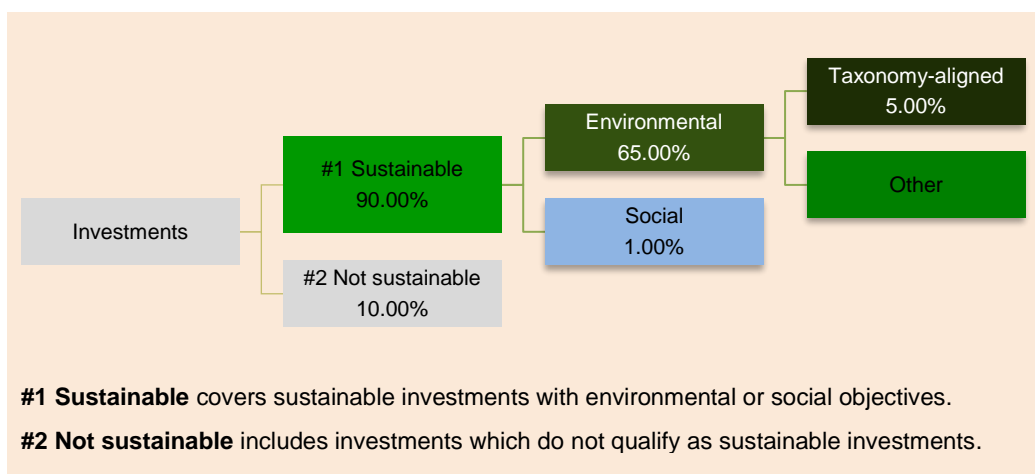 Investments
#1 Sustainable
90.00%
#2 Not sustainable
10.00%
Environmental
65.00%
Social
1.00%
Taxonomy-aligned
5.00%
Other
#1 Sustainable covers sustainable investments with environmental or social objectives.
#2 Not sustainable includes investments which do not qualify as sustainable investments.